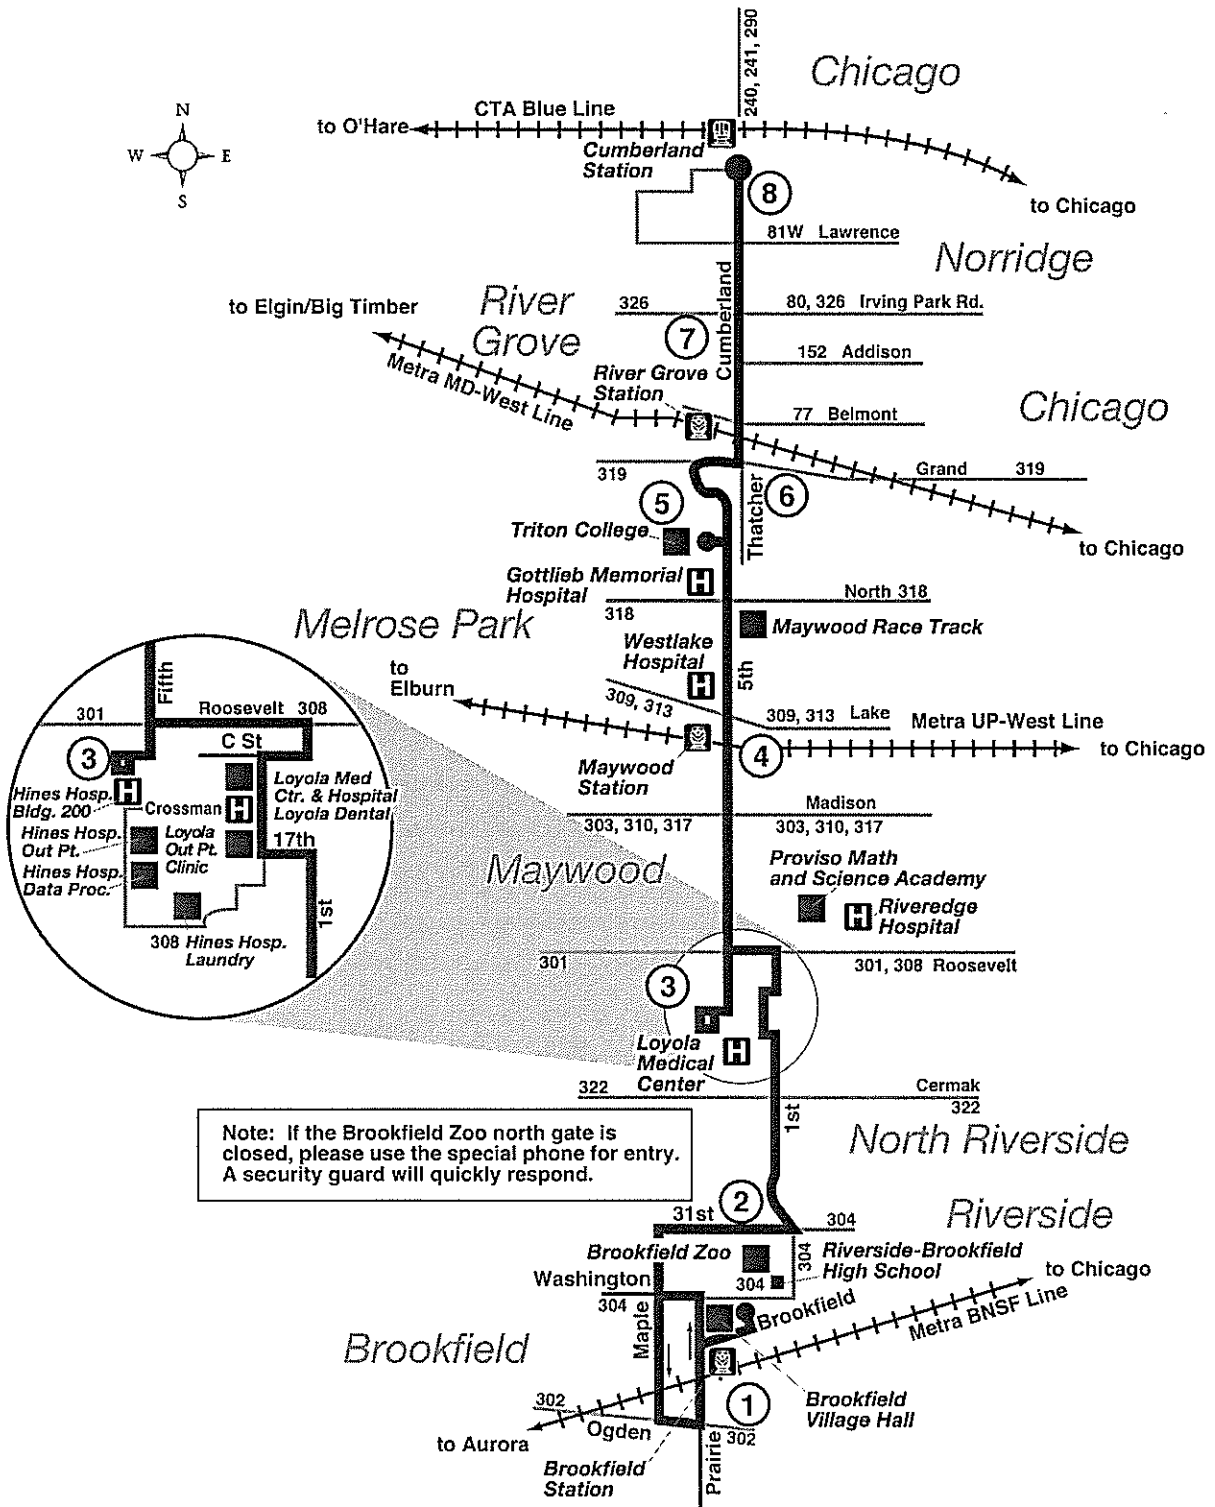 240, 241, 290
Chicago
N
W
E
S
CTA Blue Line
to O'Hare
Cumberland
Station
8
to Chicago
81W Lawrence
Norridge
Cumberland
to Elgin/Big Timber
River
Grove
326
80, 326 Irving Park Rd.
7
152 Addison
Metra MD-West Line
River Grove
Station
77 Belmont
Chicago
319
Grand 319
5
6
Thatcher
Triton College
to Chicago
Gottlieb Memorial
Hospital
North 318
318
Melrose Park
Maywood Race Track
Westlake
Hospital
5th
to
Elburn
309, 313
309, 313 Lake
Metra UP-West Line
to Chicago
Maywood
Station
4
Madison
303, 310, 317
303, 310, 317
Maywood
Proviso Math
and Science Academy
Riveredge
Hospital
H
H
H
301
301, 308 Roosevelt
3
Loyola
Medical
Center
H
Fifth
301
Roosevelt 308
C St
3
H
Hines Hosp.
Bldg. 200
Crossman
H
Loyola Med
Ctr. & Hospital
Loyola Dental
Hines Hosp.
Out Pt.
Loyola
Out Pt.
Clinic
17th
Hines Hosp.
Data Proc.
1st
308 Hines Hosp.
Laundry
322
Cermak
322
1st
North Riverside
Note: If the Brookfield Zoo north gate is
closed, please use the special phone for entry.
A security guard will quickly respond.
2
31st
304
Riverside
Brookfield Zoo
304
304
Riverside-Brookfield
High School
Washington
304
to Chicago
Maple
Brookfield
Metra BNSF Line
Brookfield
1
Brookfield
Village Hall
302
Ogden
302
to Aurora
Prairie
Brookfield
Station